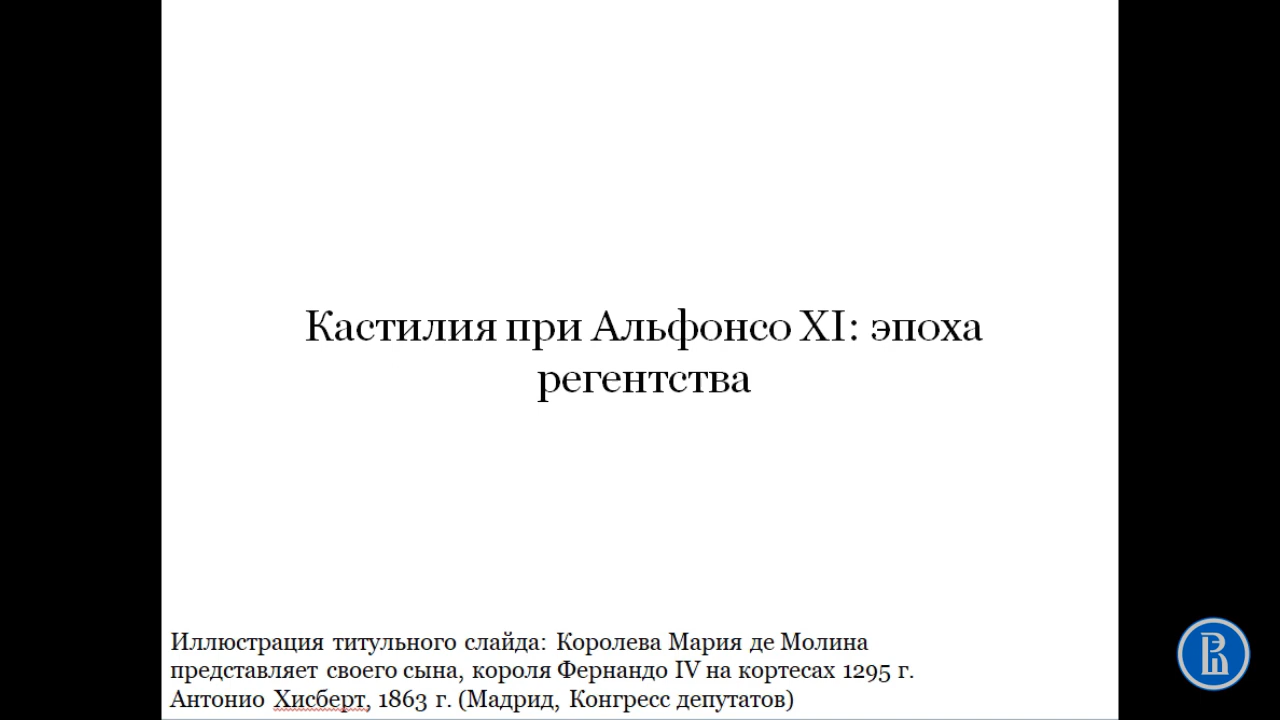 Кастилия при Альфонсо XI: эпоха
регентства
Иллюстрация титульного слайда: Королева Мария де Молина
представляет своего сына, короля Фернандо IV на кортесах 1295 г.
Антонио Хисберт, 1863 г. (Мадрид, Конгресс депутатов)